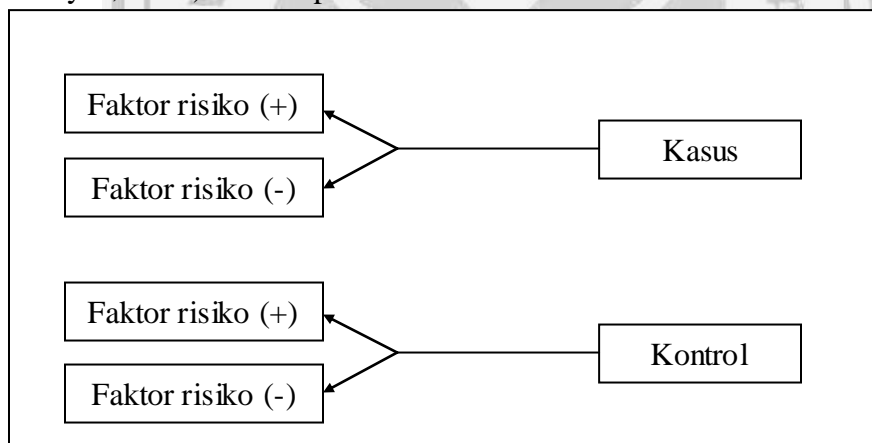 Faktor risiko (+)
Kasus
Faktor risiko (-)
Faktor risiko (+)
Kontrol
Faktor risiko (-)